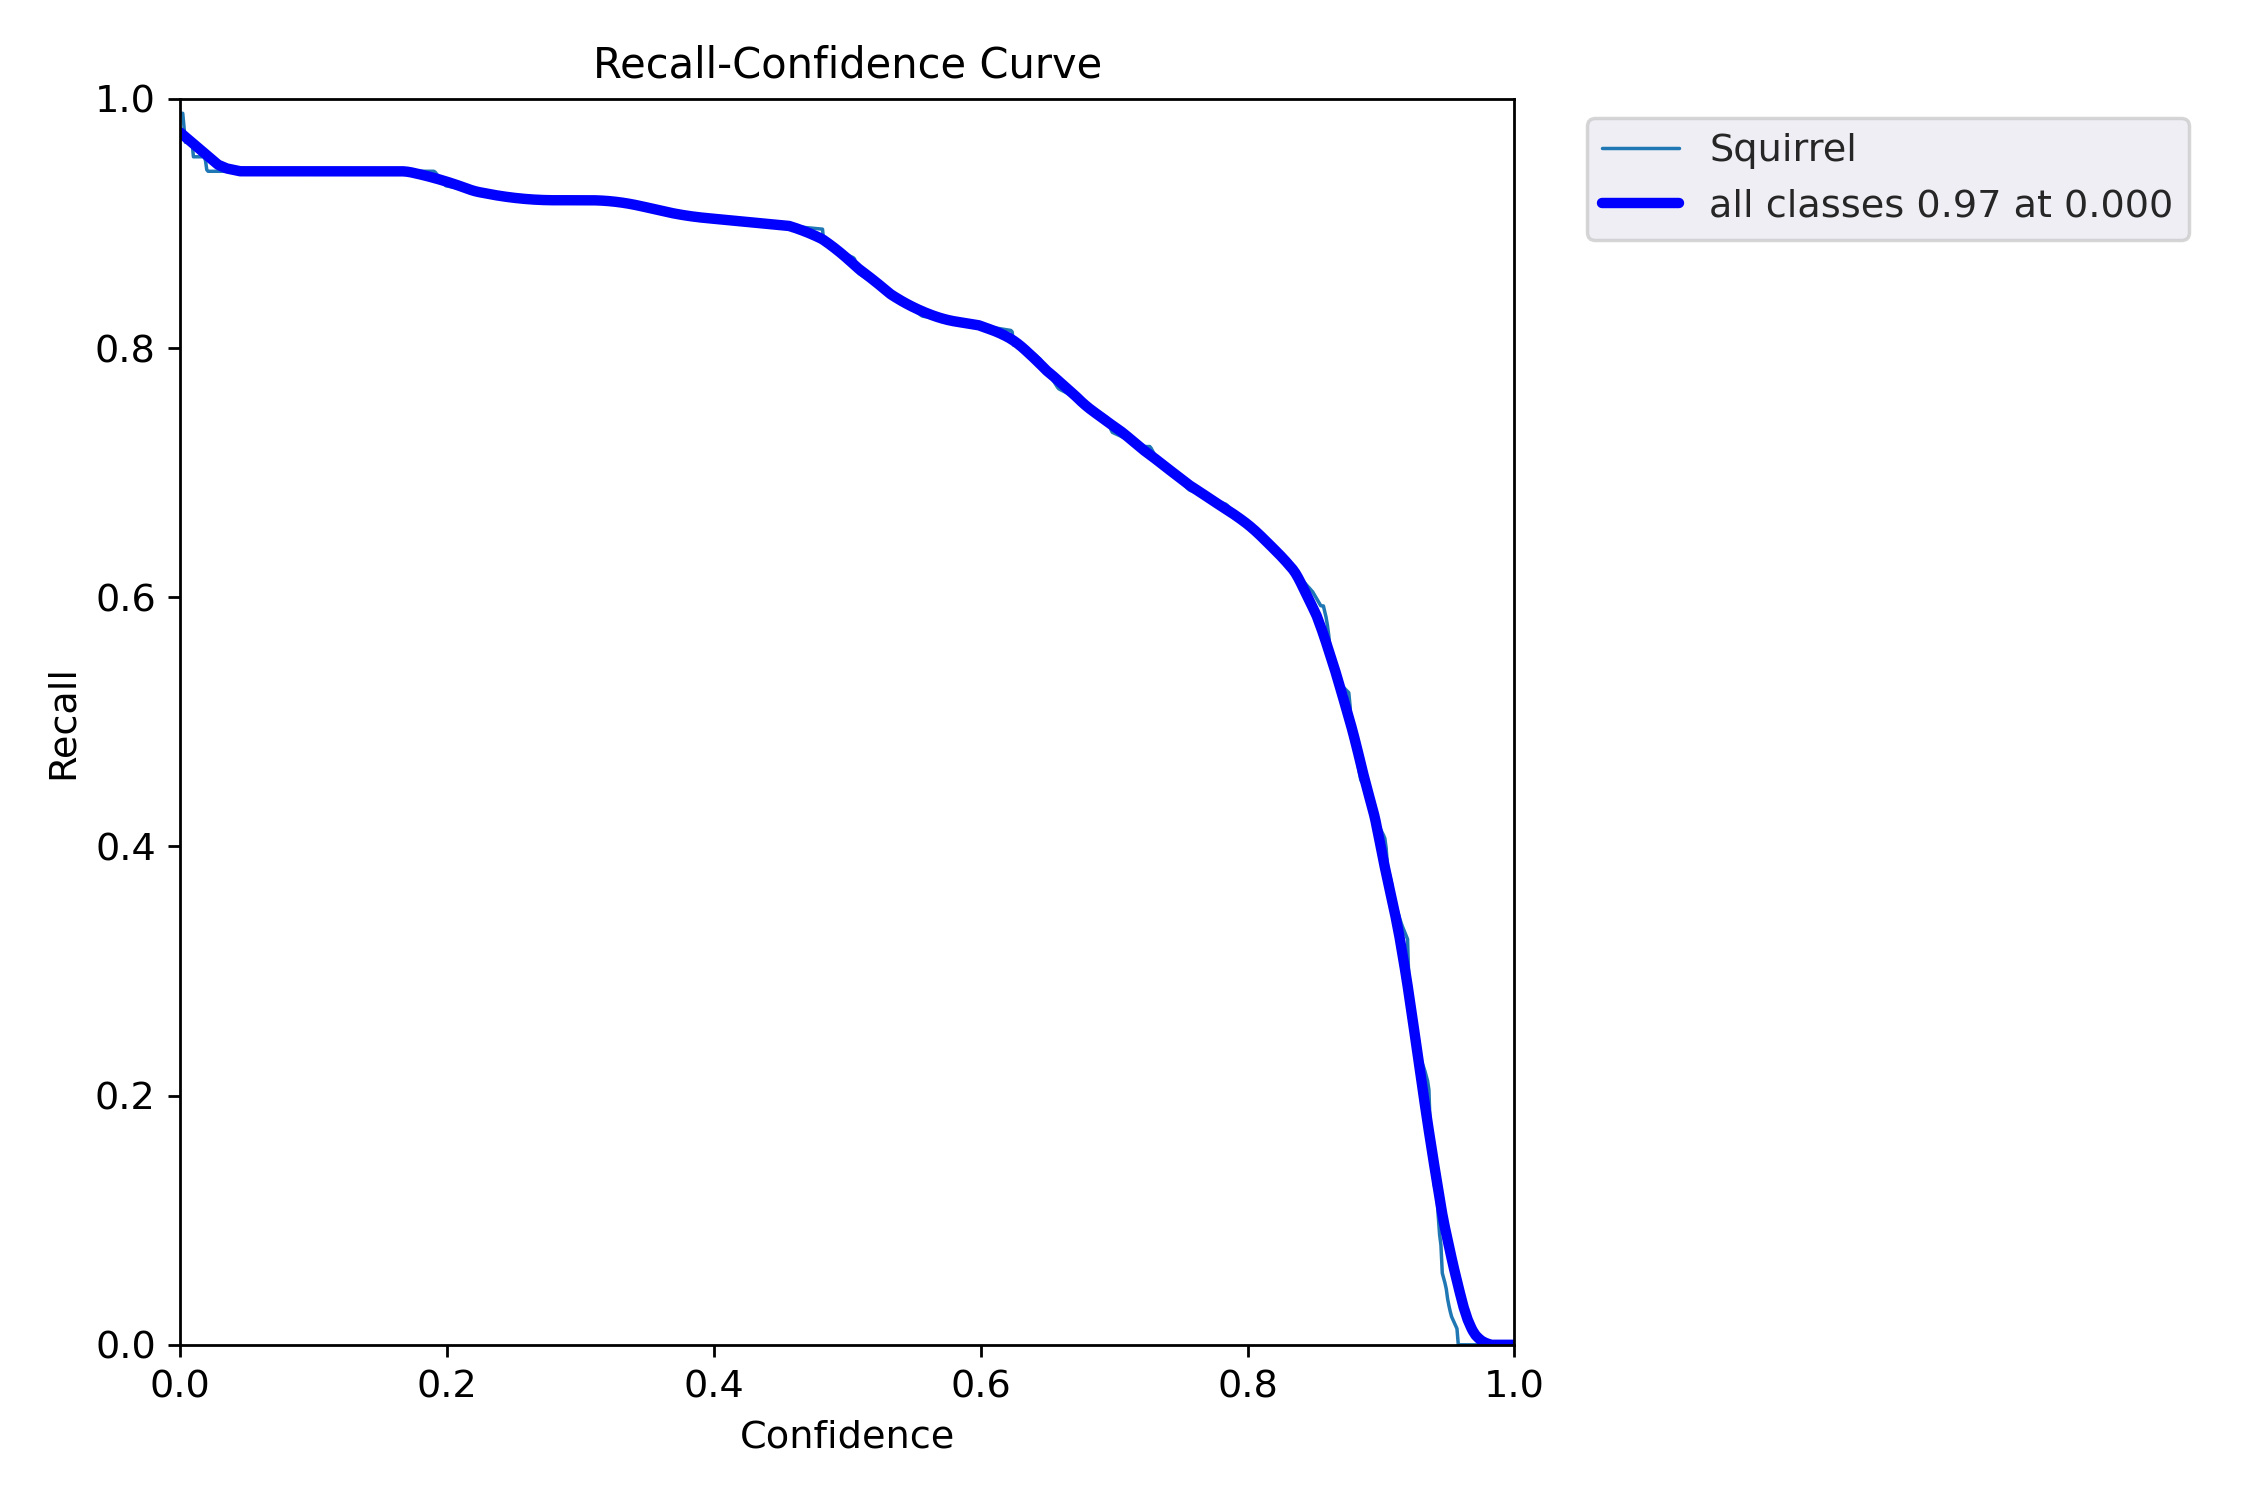 Recall-Confidence Curve
1.0
0.8
0.6
0.4
0.2
0.0
Recall
0.0 0.2 0.4 0.6 0.8 1.0
Confidence
Squirrel
all classes 0.97 at 0.000